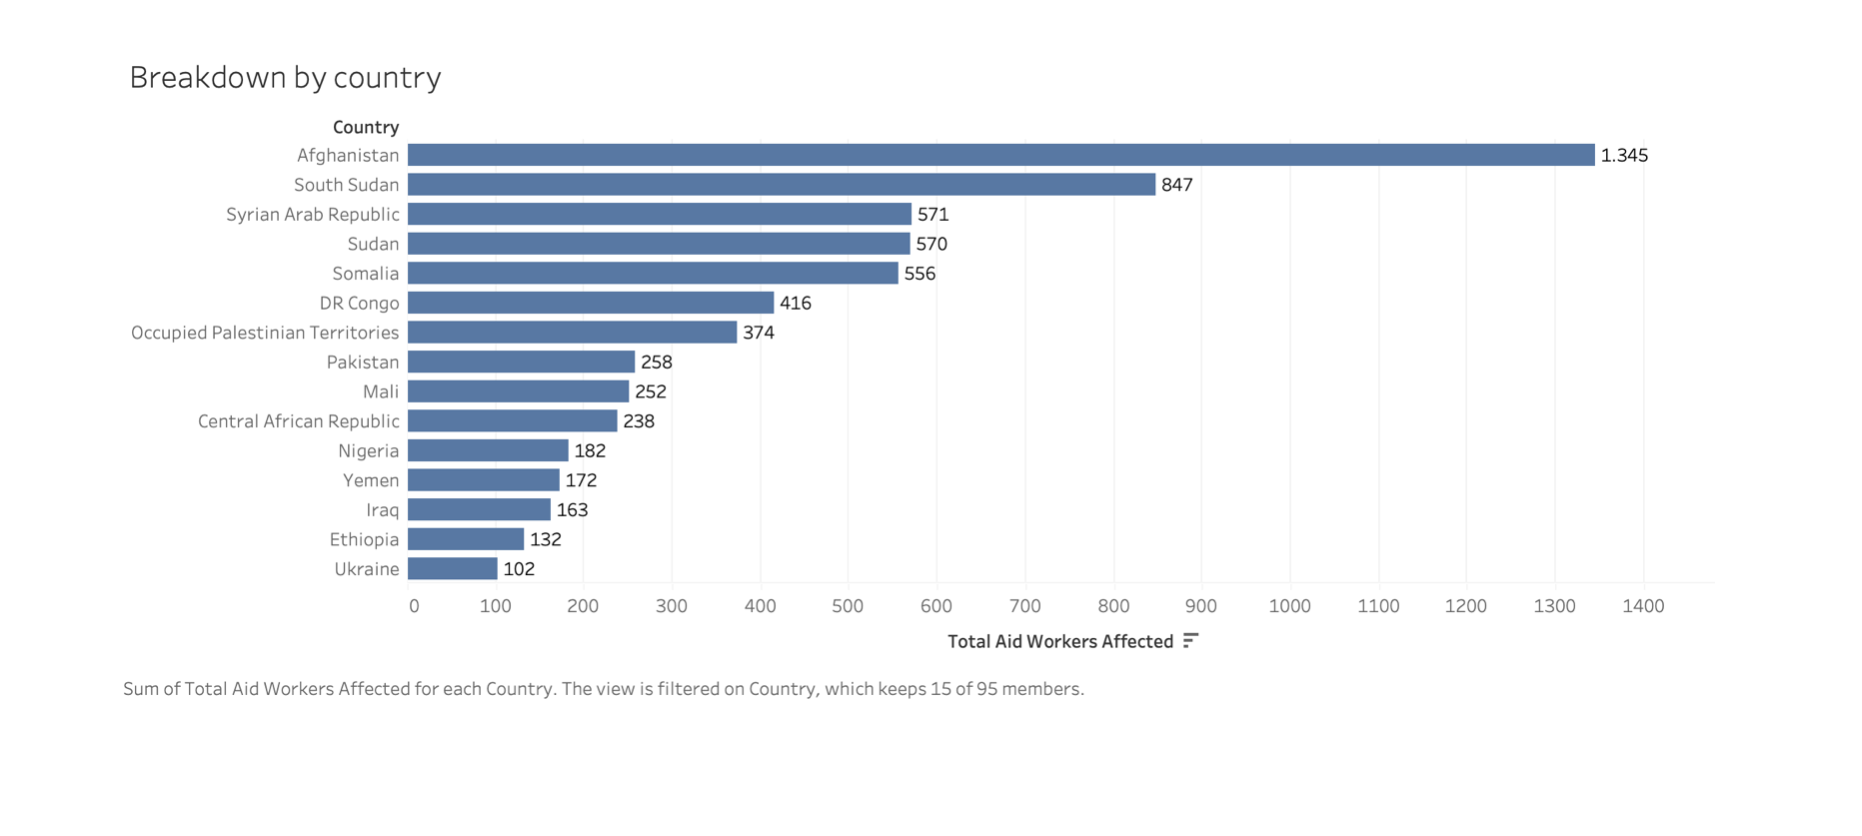 Breakdown by country
Country
Afghanistan 1.345
South Sudan 847
Syrian Arab Republic 571
Sudan 570
Somalia 556
DR Congo 416
Occupied Palestinian Territories 374
Pakistan 258
Mali 252
Central African Republic 238
Nigeria 182
Yemen 172
Iraq 163
Ethiopia 132
Ukraine 102
0 100 200 300 400 500 600 700 800 900 1000 1100 1200 1300 1400
Total Aid Workers Affected
Sum of Total Aid Workers Affected for each Country. The view is filtered on Country, which keeps 15 of 95 members.